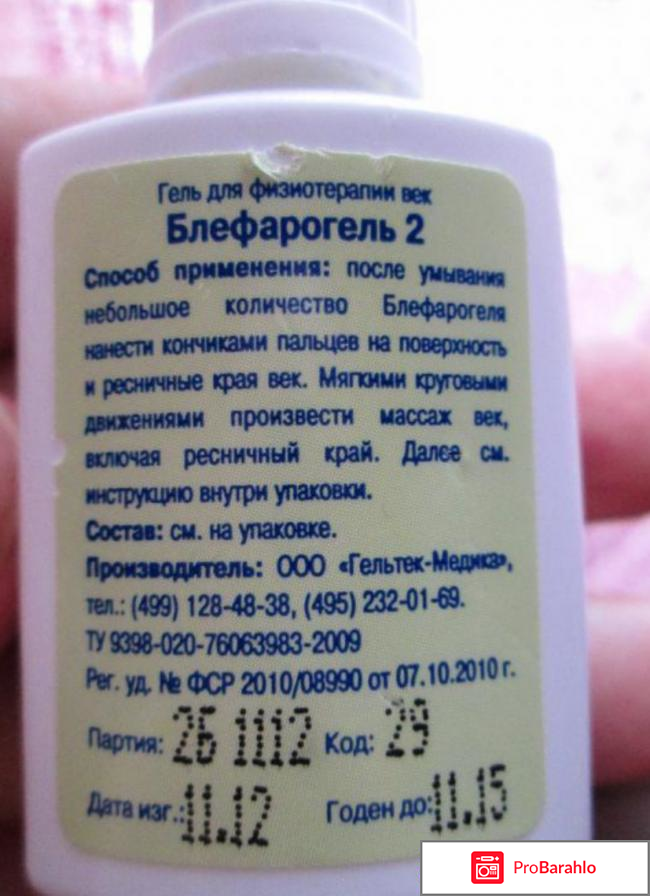 Гель для физиотерапии век
Блефарогель 2
Способ применения: после умывания
небольшое количество Блефарогеля
нанести кончиками пальцев на поверхность
и ресничные края век. Мягкими круговыми
движениями произвести массаж век,
включая ресничный край. Далее см.
инструкцию внутри упаковки.
Состав: см. на упаковке.
Производитель: ООО «Гельтек-Медика»,
тел.: (499) 128-48-38, (495) 232-01-69.
ТУ 9398-020-76063983-2009
Рег. уд. № ФСР 2010/08990 от 07.10.2010 г.
Партия: 26 1112 Код: 29
Дата изг.: 11.12 Годен до: 11.15
ProBarahlo